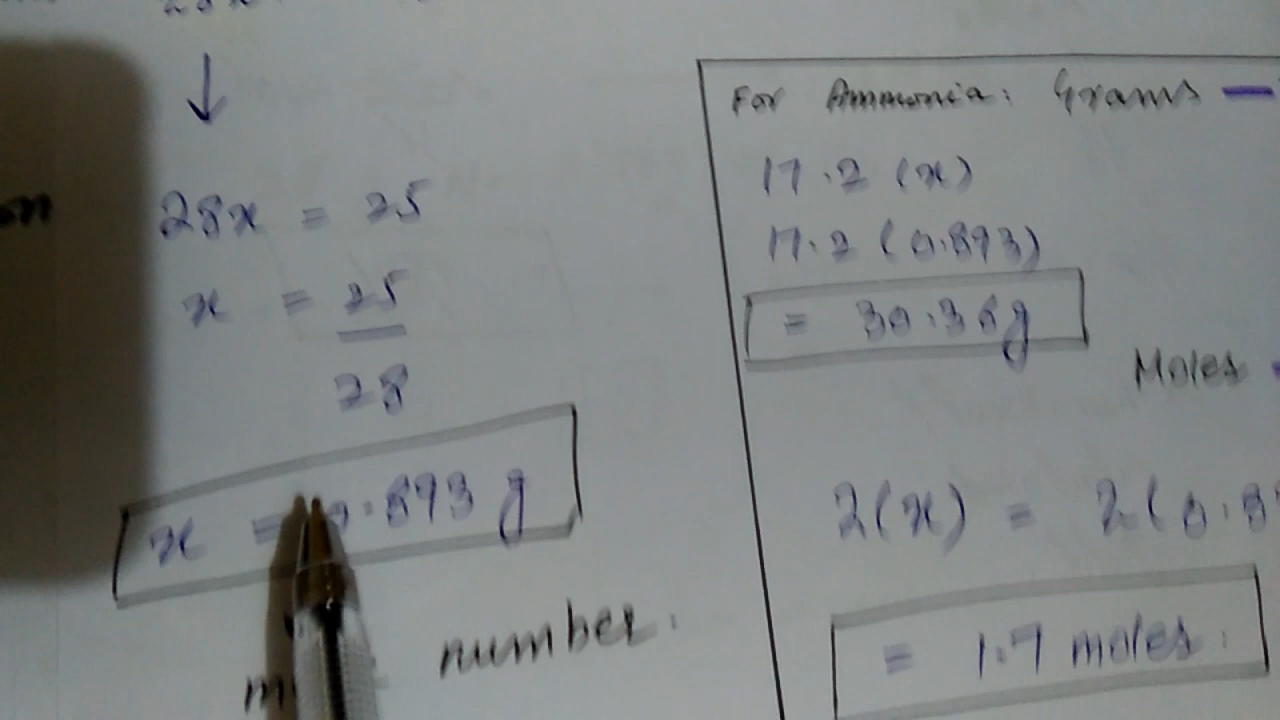 28x = 25
x = 25
28
x = 0.893 g
number.
For Ammonia: Grams —
17.2 (x)
17.2 (0.893)
= 30.36g
Moles
2(x) = 2(0.8
= 1.7 moles.